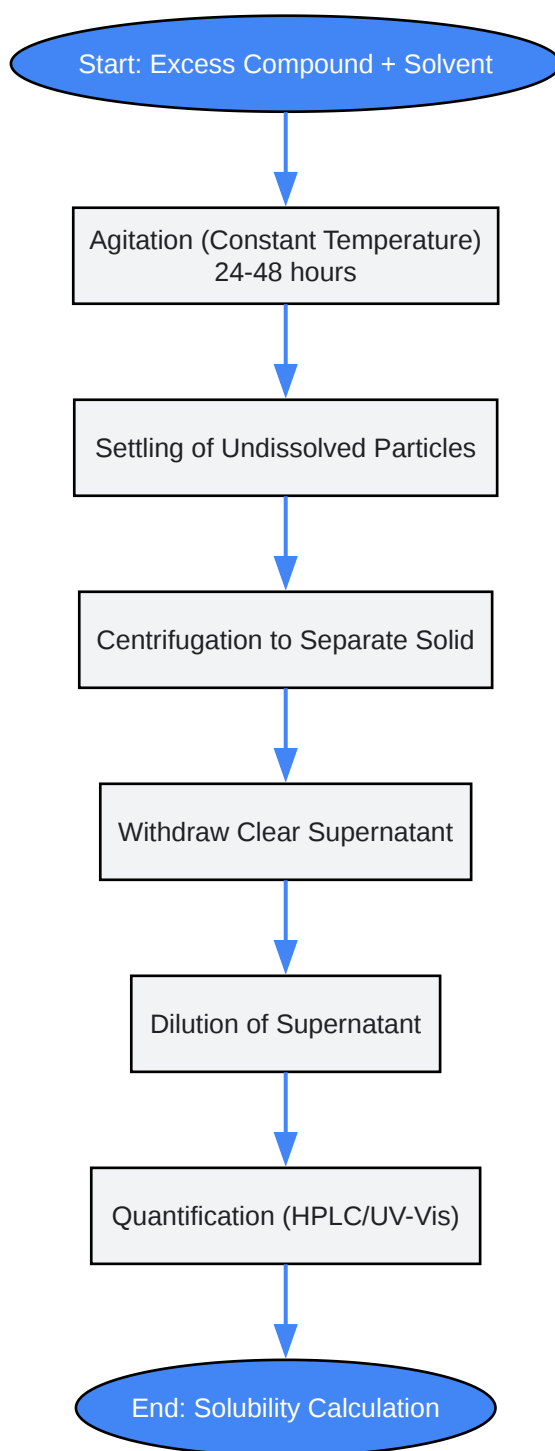 Start: Excess Compound + Solvent
Agitation (Constant Temperature)
24-48 hours
Settling of Undissolved Particles
Centrifugation to Separate Solid
Withdraw Clear Supernatant
Dilution of Supernatant
Quantification (HPLC/UV-Vis)
End: Solubility Calculation